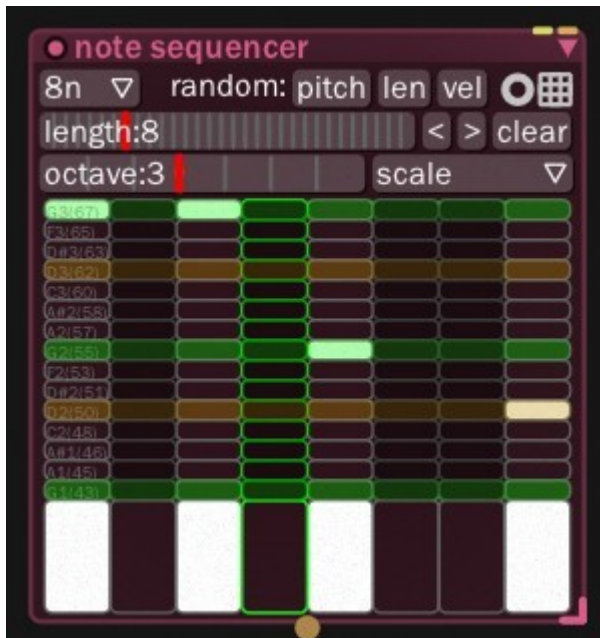 note sequencer
8n random: pitch len vel
length:8 < > clear
octave:3 scale
G3(67)
F3(65)
D#3(63)
D3(62)
C3(60)
A#2(58)
A2(57)
G2(55)
F2(53)
D#2(51)
D2(50)
C2(48)
A#1(46)
A1(45)
G1(43)